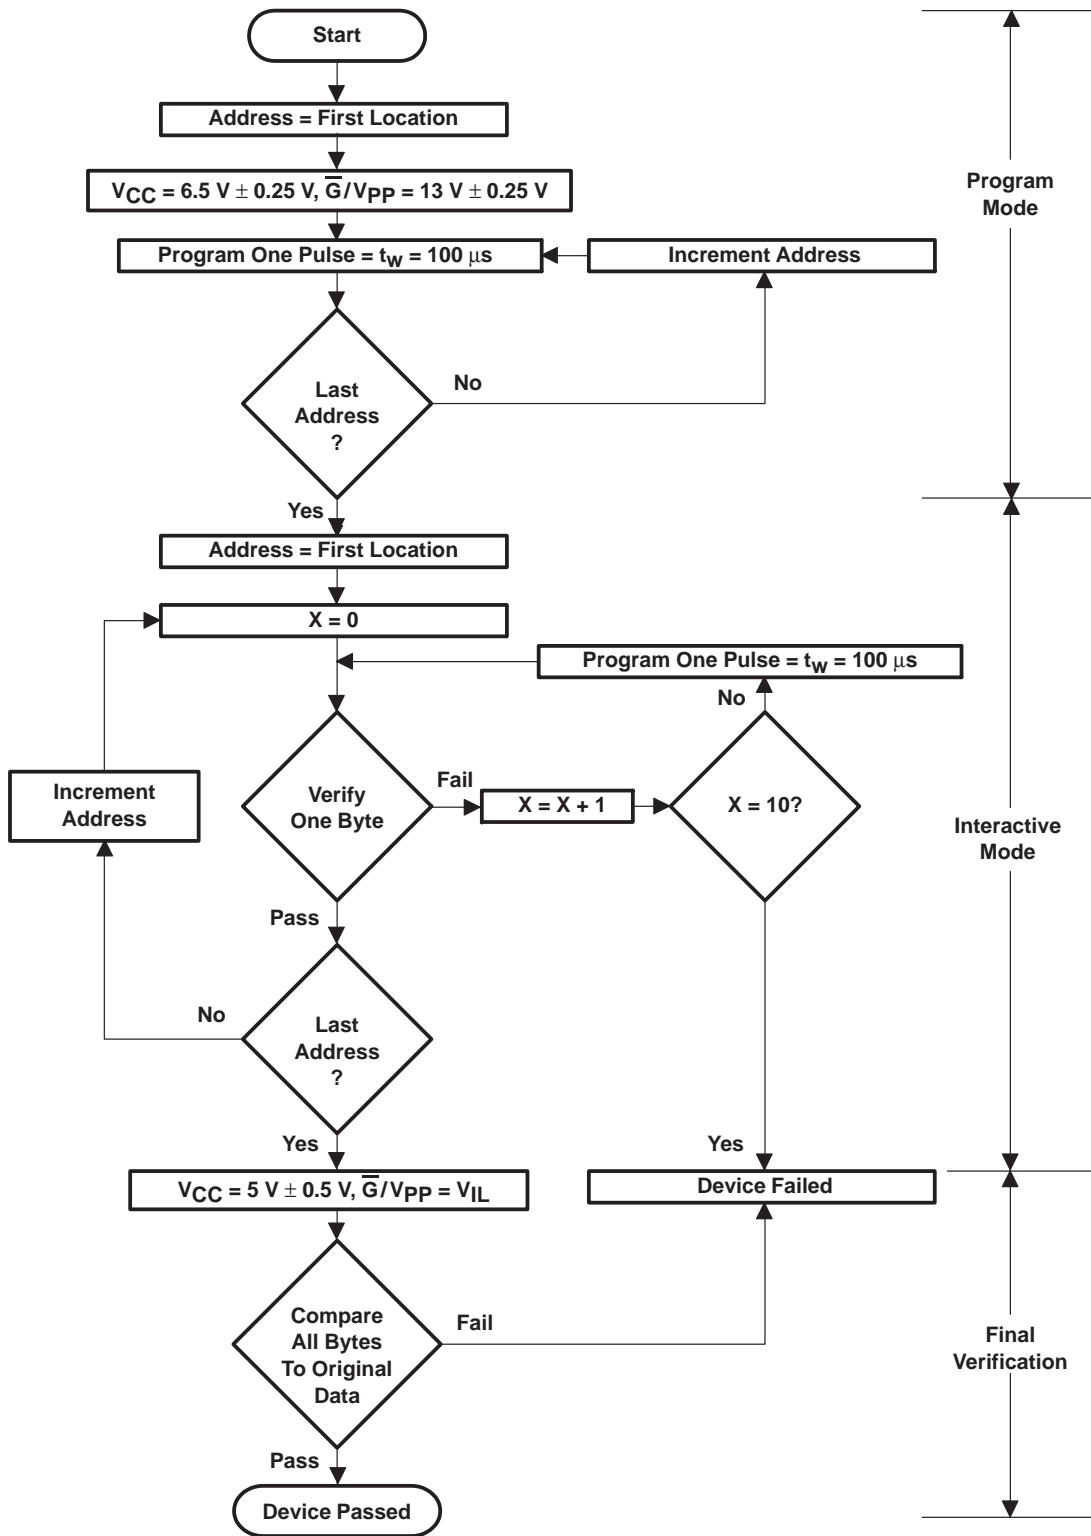 Start
Address = First Location
VCC = 6.5 V ± 0.25 V, G̅/VPP = 13 V ± 0.25 V
Program
Mode
Program One Pulse = tw = 100 μs
Increment Address
Last
Address
?
No
Yes
Address = First Location
X = 0
Program One Pulse = tw = 100 μs
No
Increment
Address
Verify
One Byte
Fail
X = X + 1
X = 10?
Interactive
Mode
Pass
No
Last
Address
?
Yes
Yes
VCC = 5 V ± 0.5 V, G̅/VPP = VIL
Device Failed
Compare
All Bytes
To Original
Data
Fail
Final
Verification
Pass
Device Passed